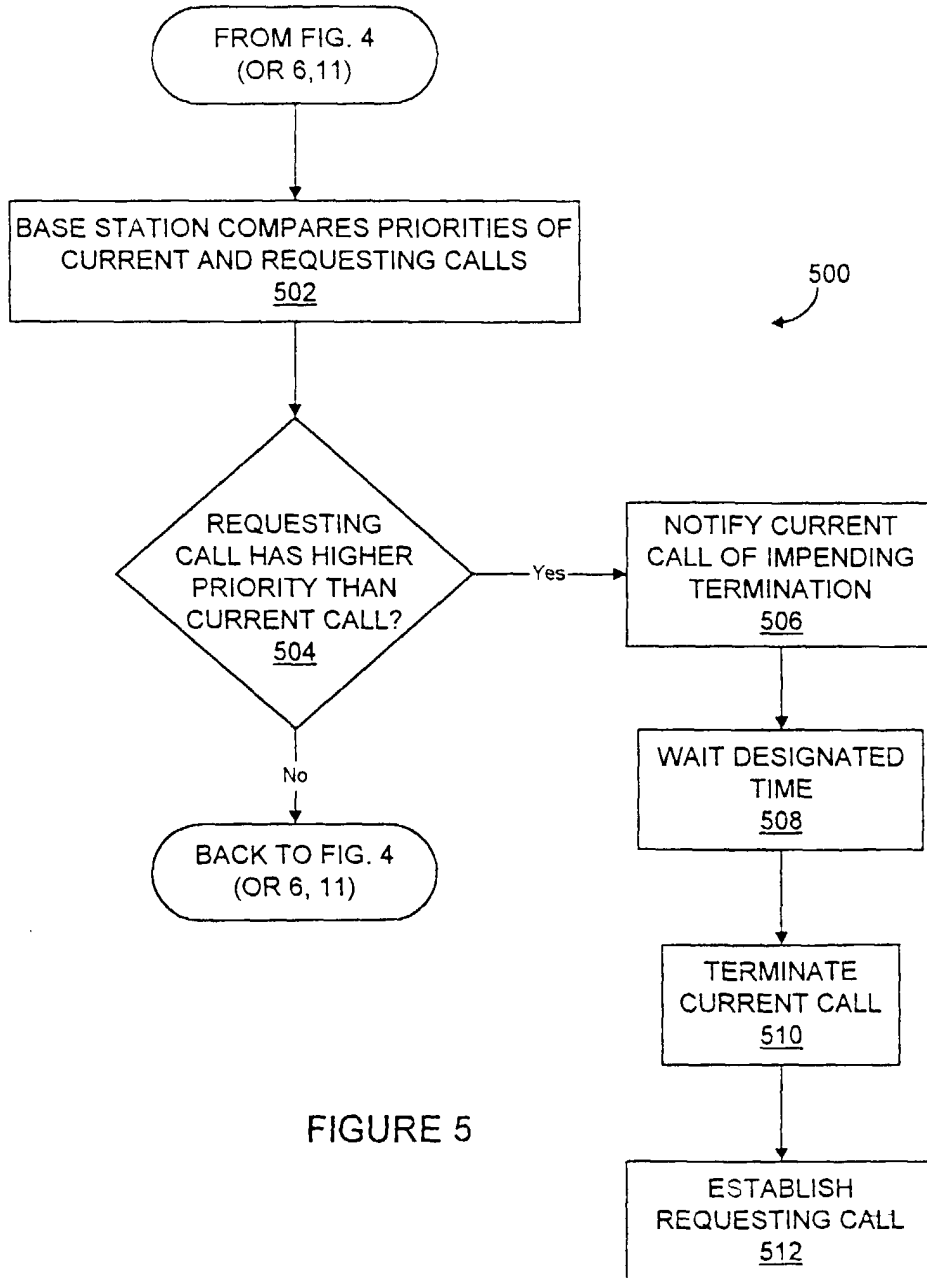 FROM FIG. 4
(OR 6,11)
BASE STATION COMPARES PRIORITIES OF
CURRENT AND REQUESTING CALLS
502
500
REQUESTING
CALL HAS HIGHER
PRIORITY THAN
CURRENT CALL?
504
Yes
NOTIFY CURRENT
CALL OF IMPENDING
TERMINATION
506
WAIT DESIGNATED
TIME
508
No
BACK TO FIG. 4
(OR 6, 11)
TERMINATE
CURRENT CALL
510
FIGURE 5
ESTABLISH
REQUESTING CALL
512